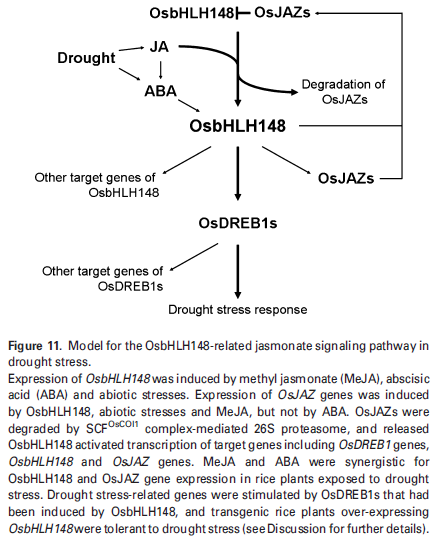 OsbHLH148 OsJAZs
Drought
JA
ABA
Degradation of
OsJAZs
OsbHLH148
Other target genes of
OsbHLH148
OsJAZs
OsDREB1s
Other target genes of
OsDREB1s
Drought stress response
Figure 11. Model for the OsbHLH148-related jasmonate signaling pathway in
drought stress.
Expression of OsbHLH148 was induced by methyl jasmonate (MeJA), abscisic
acid (ABA) and abiotic stresses. Expression of OsJAZ genes was induced
by OsbHLH148, abiotic stresses and MeJA, but not by ABA. OsJAZs were
degraded by SCF^OsCOI1 complex-mediated 26S proteasome, and released
OsbHLH148 activated transcription of target genes including OsDREB1 genes,
OsbHLH148 and OsJAZ genes. MeJA and ABA were synergistic for
OsbHLH148 and OsJAZ gene expression in rice plants exposed to drought
stress. Drought stress-related genes were stimulated by OsDREB1s that had
been induced by OsbHLH148, and transgenic rice plants over-expressing
OsbHLH148 were tolerant to drought stress (see Discussion for further details).